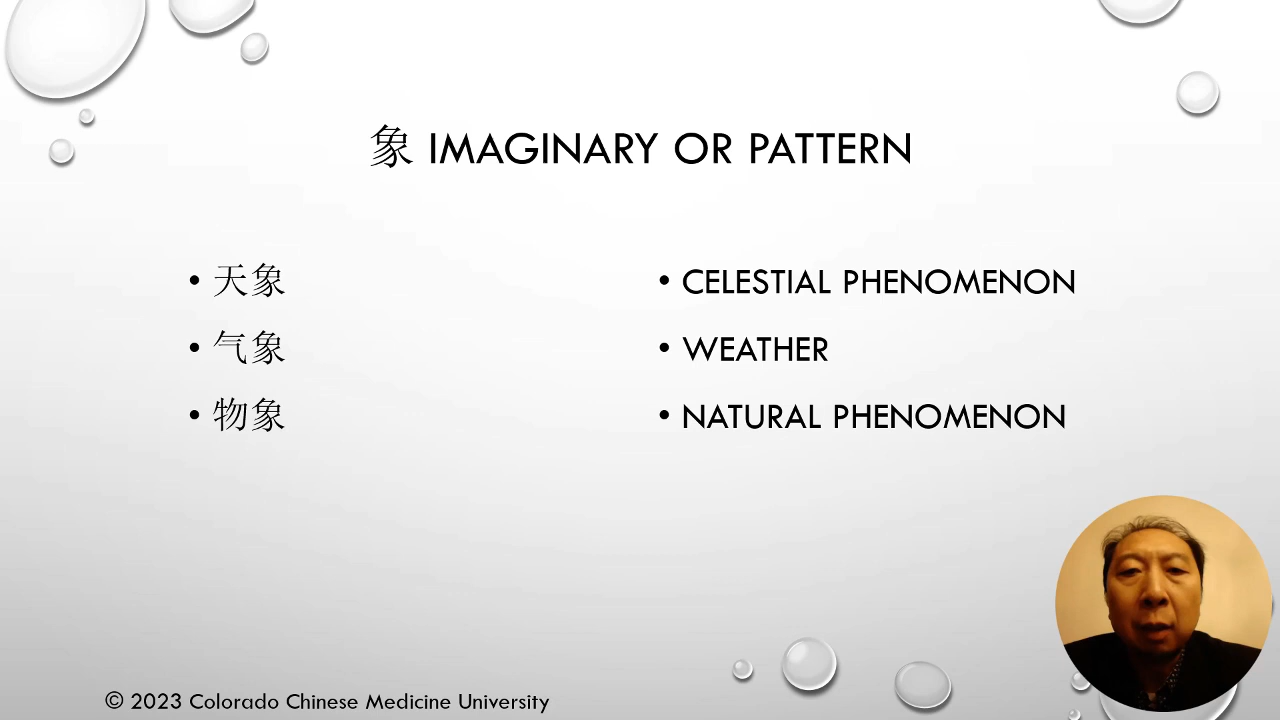 象 IMAGINARY OR PATTERN
• 天象
• 气象
• 物象
• CELESTIAL PHENOMENON
• WEATHER
• NATURAL PHENOMENON
© 2023 Colorado Chinese Medicine University